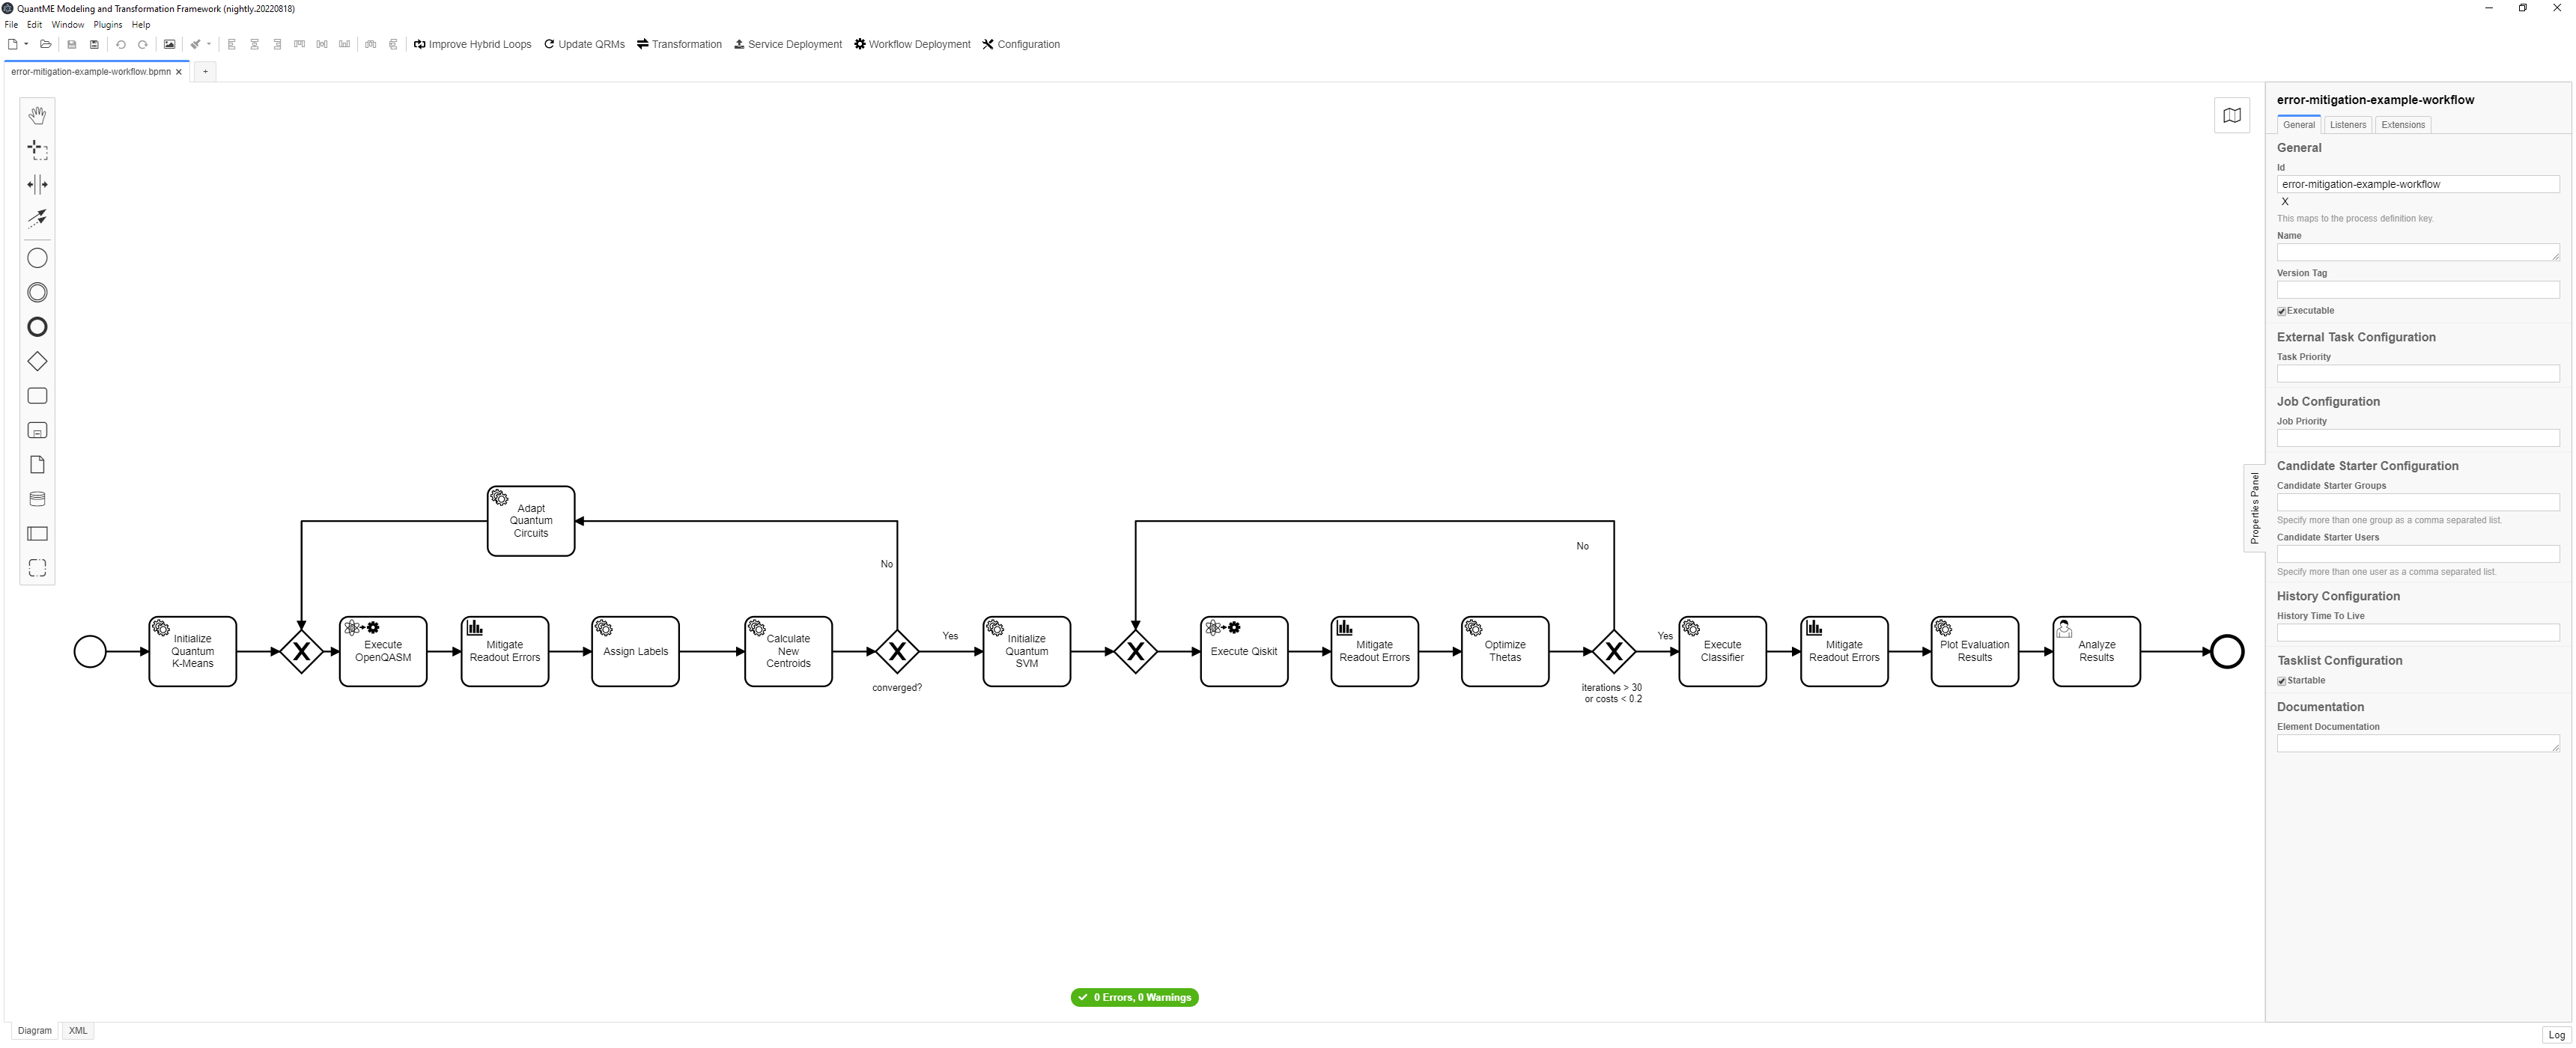 QuantME Modeling and Transformation Framework (nightly.20220818)
File Edit Window Plugins Help
Improve Hybrid Loops Update QRMs Transformation Service Deployment Workflow Deployment Configuration
error-mitigation-example-workflow.bpmn × +
Adapt
Quantum
Circuits
No
No
Initialize
Quantum
K-Means
Execute
OpenQASM
Mitigate
Readout Errors
Assign Labels
Calculate
New
Centroids
converged?
Yes
Initialize
Quantum
SVM
Execute Qiskit
Mitigate
Readout Errors
Optimize
Thetas
iterations > 30
or costs < 0.2
Yes
Execute
Classifier
Mitigate
Readout Errors
Plot Evaluation
Results
Analyze
Results
0 Errors, 0 Warnings
Diagram XML
Properties Panel
error-mitigation-example-workflow
General Listeners Extensions
General
Id
error-mitigation-example-workflow
X
This maps to the process definition key.
Name
Version Tag
Executable
External Task Configuration
Task Priority
Job Configuration
Job Priority
Candidate Starter Configuration
Candidate Starter Groups
Specify more than one group as a comma separated list.
Candidate Starter Users
Specify more than one user as a comma separated list.
History Configuration
History Time To Live
Tasklist Configuration
Startable
Documentation
Element Documentation
Log